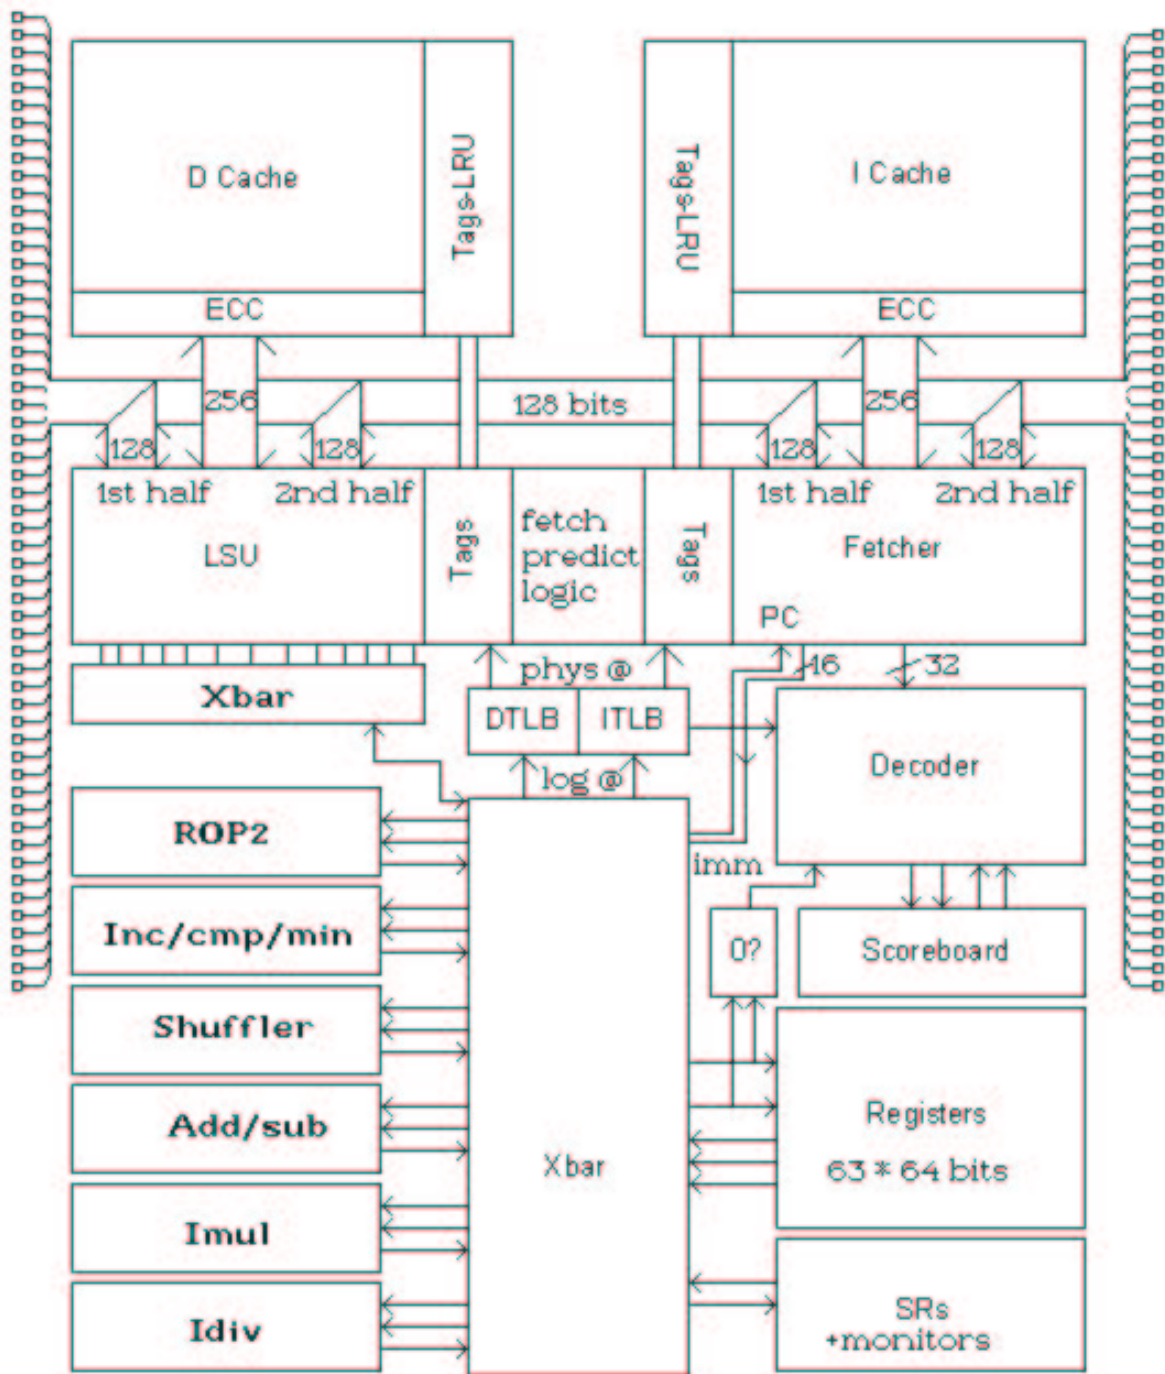 D Cache
Tags-LRU
Tags-LRU
I Cache
ECC
ECC
256
128 bits
256
128
128
128
128
1st half
2nd half
1st half
2nd half
LSU
Tags
fetch
predict
logic
Tags
Fetcher
PC
phys @
16
32
Xbar
DTLB
ITLB
Decoder
log @
ROP2
imm
Inc/cmp/min
0?
Scoreboard
Shuffler
Add/sub
Registers
63 * 64 bits
Xbar
Imul
Idiv
SRs
+monitors